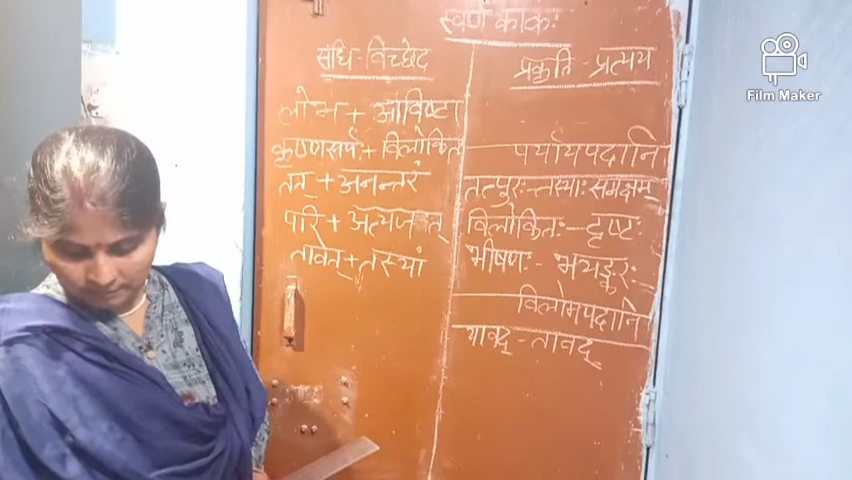 स्वर्ण काकः
संधि-विच्छेद
लोभ + आविष्टा
कृष्णसर्पः + विलोकित
तत् + अनन्तरं
परि + अत्यजत्
तावत् + तस्यां
प्रकृति - प्रत्यय
पर्यायपदानि
तत्पुरः - तस्याः समक्षम्
विलोकितः - दृष्टः
भीषणः - भयङ्करः
विलोमपदानि
यावद् - तावद्
Film Maker